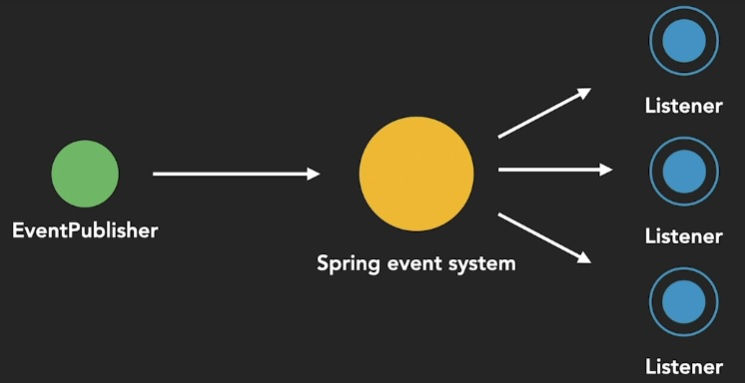 Listener
EventPublisher
Listener
Spring event system
Listener